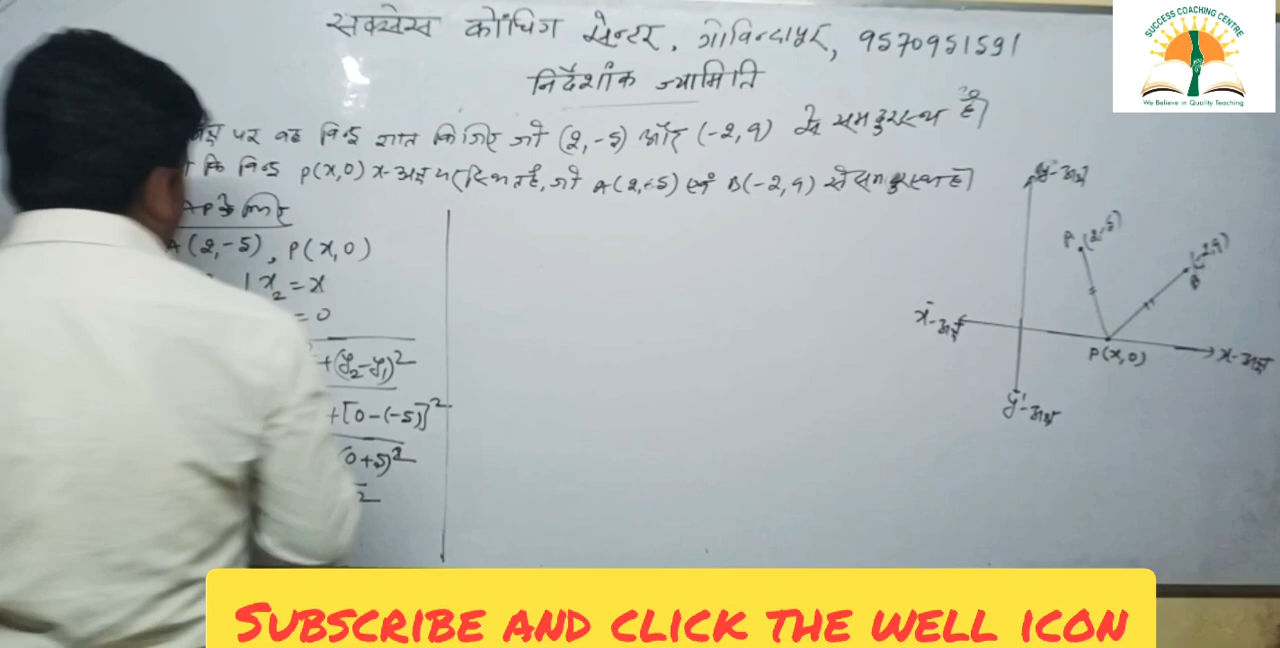 सक्सेस कोचिंग सेन्टर, गोविन्दापुर, 9570951591
निर्देशांक ज्यामिति
पर वह बिन्दु ज्ञात किजिए जो (2,-5) और (-2,9) से समदुरस्थ है।
कि बिन्दु P(x,0) x-अक्ष पर स्थित है, जो A(2,-5) एवं B(-2,9) से समदुरस्थ है।
AP के लिए
A(2,-5), P(x,0)
x₂=x
=0
+(y₂-y₁)²
+[0-(-5)]²
(0+5)²
2
y-अक्ष
P(2,-5)
(-2,9)
B
x'-अक्ष
P(x,0)
x-अक्ष
y'-अक्ष
SUCCESS COACHING CENTRE
We Believe in Quality Teaching
SUBSCRIBE AND CLICK THE WELL ICON